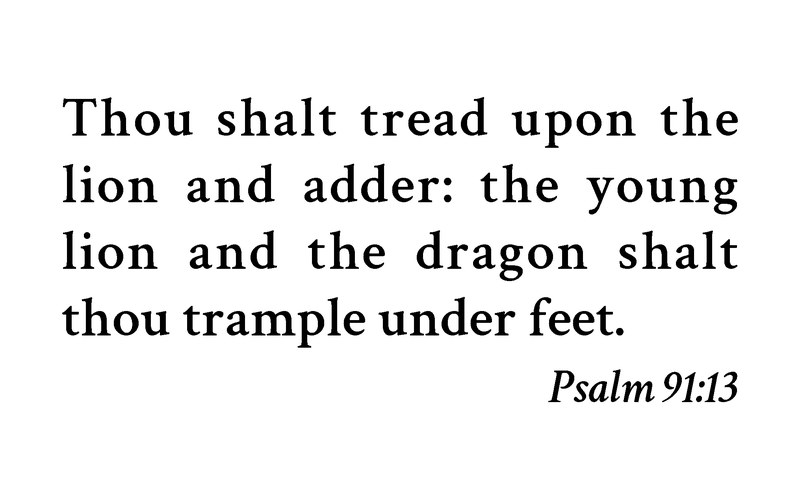 Thou shalt tread upon the
lion and adder: the young
lion and the dragon shalt
thou trample under feet.
Psalm 91:13